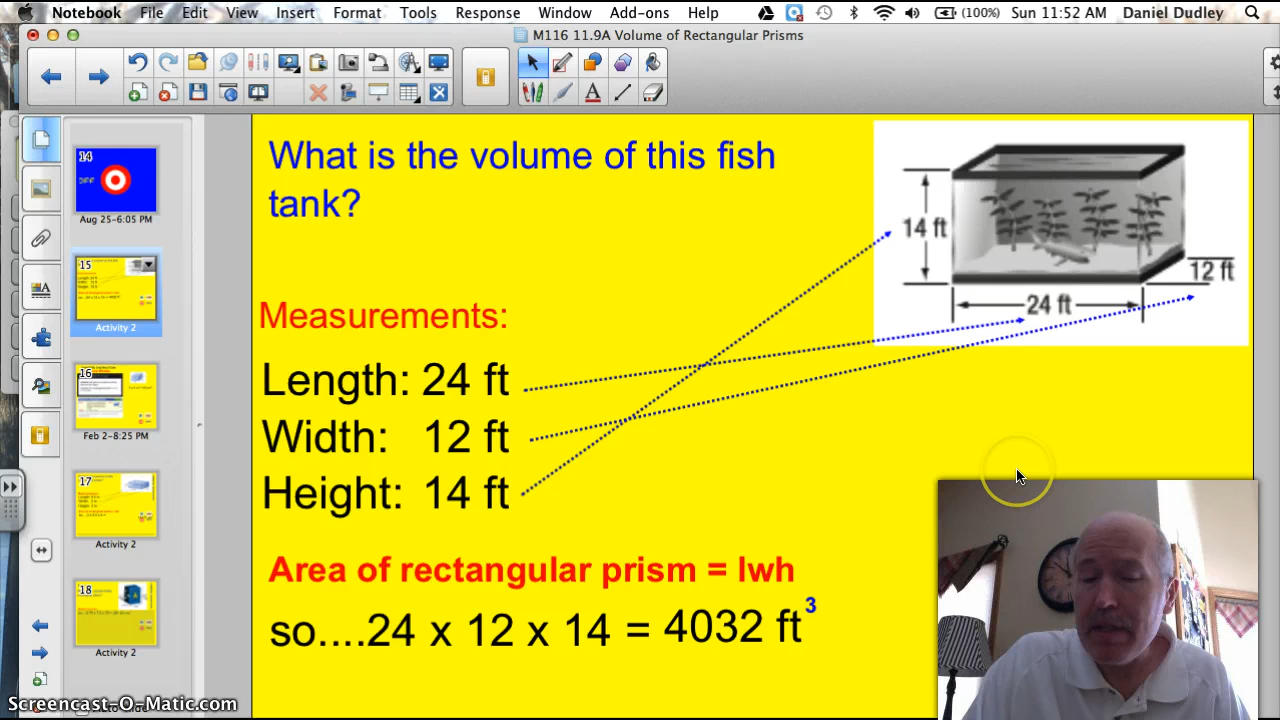 Notebook File Edit View Insert Format Tools Response Window Add-ons Help (100%) Sun 11:52 AM Daniel Dudley
M116 11.9A Volume of Rectangular Prisms
14
Aug 25-6:05 PM
15
Activity 2
16
Feb 2-8:25 PM
17
Activity 2
18
Activity 2
What is the volume of this fish
tank?
14 ft
12 ft
24 ft
Measurements:
Length: 24 ft
Width: 12 ft
Height: 14 ft
Area of rectangular prism = lwh
so....24 x 12 x 14 = 4032 ft³
Screencast-O-Matic.com